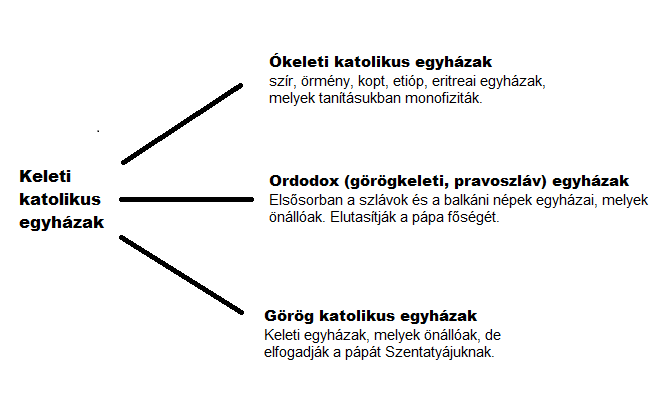 Ókeleti katolikus egyházak
szír, örmény, kopt, etióp, eritreai egyházak,
melyek tanításukban monofiziták.
Keleti
katolikus
egyházak
Ordodox (görögkeleti, pravoszláv) egyházak
Elsősorban a szlávok és a balkáni népek egyházai, melyek
önállóak. Elutasítják a pápa főségét.
Görög katolikus egyházak
Keleti egyházak, melyek önállóak, de
elfogadják a pápát Szentatyájuknak.